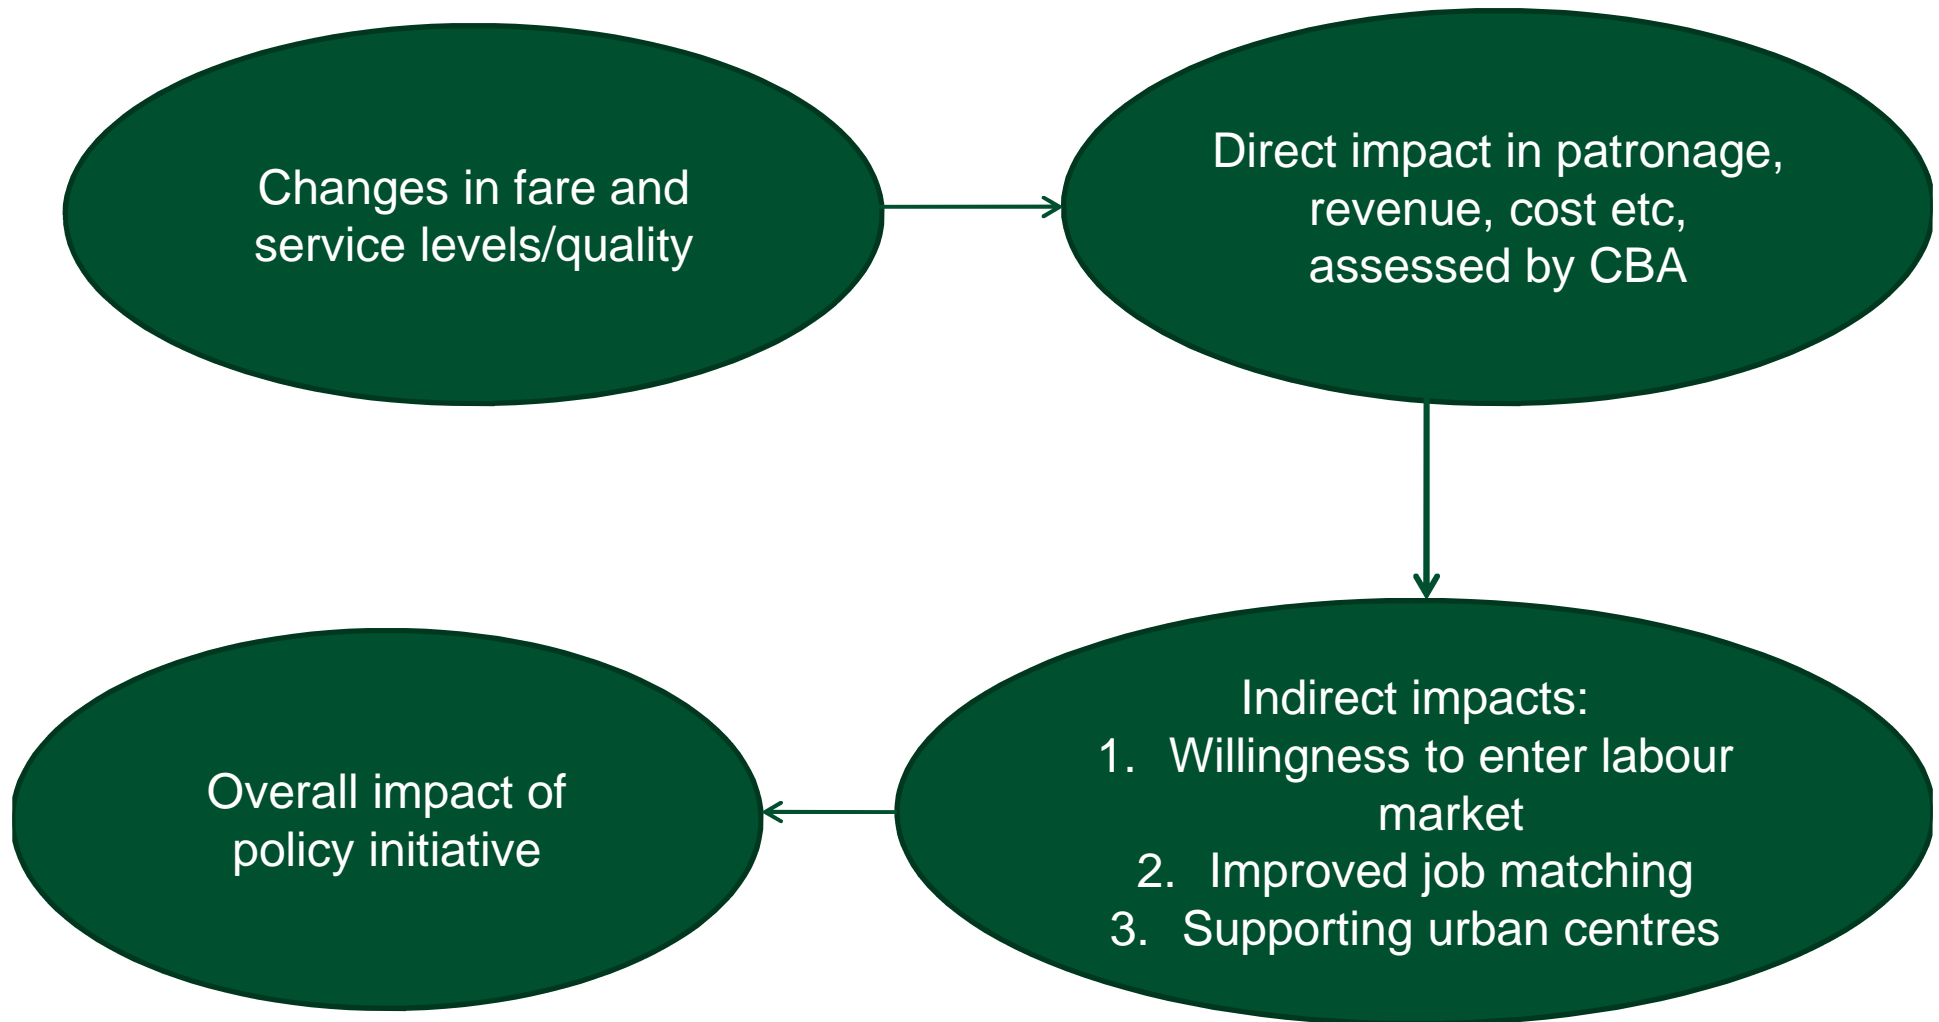 Changes in fare and
service levels/quality
Direct impact in patronage,
revenue, cost etc,
assessed by CBA
Indirect impacts:
1. Willingness to enter labour
market
2. Improved job matching
3. Supporting urban centres
Overall impact of
policy initiative